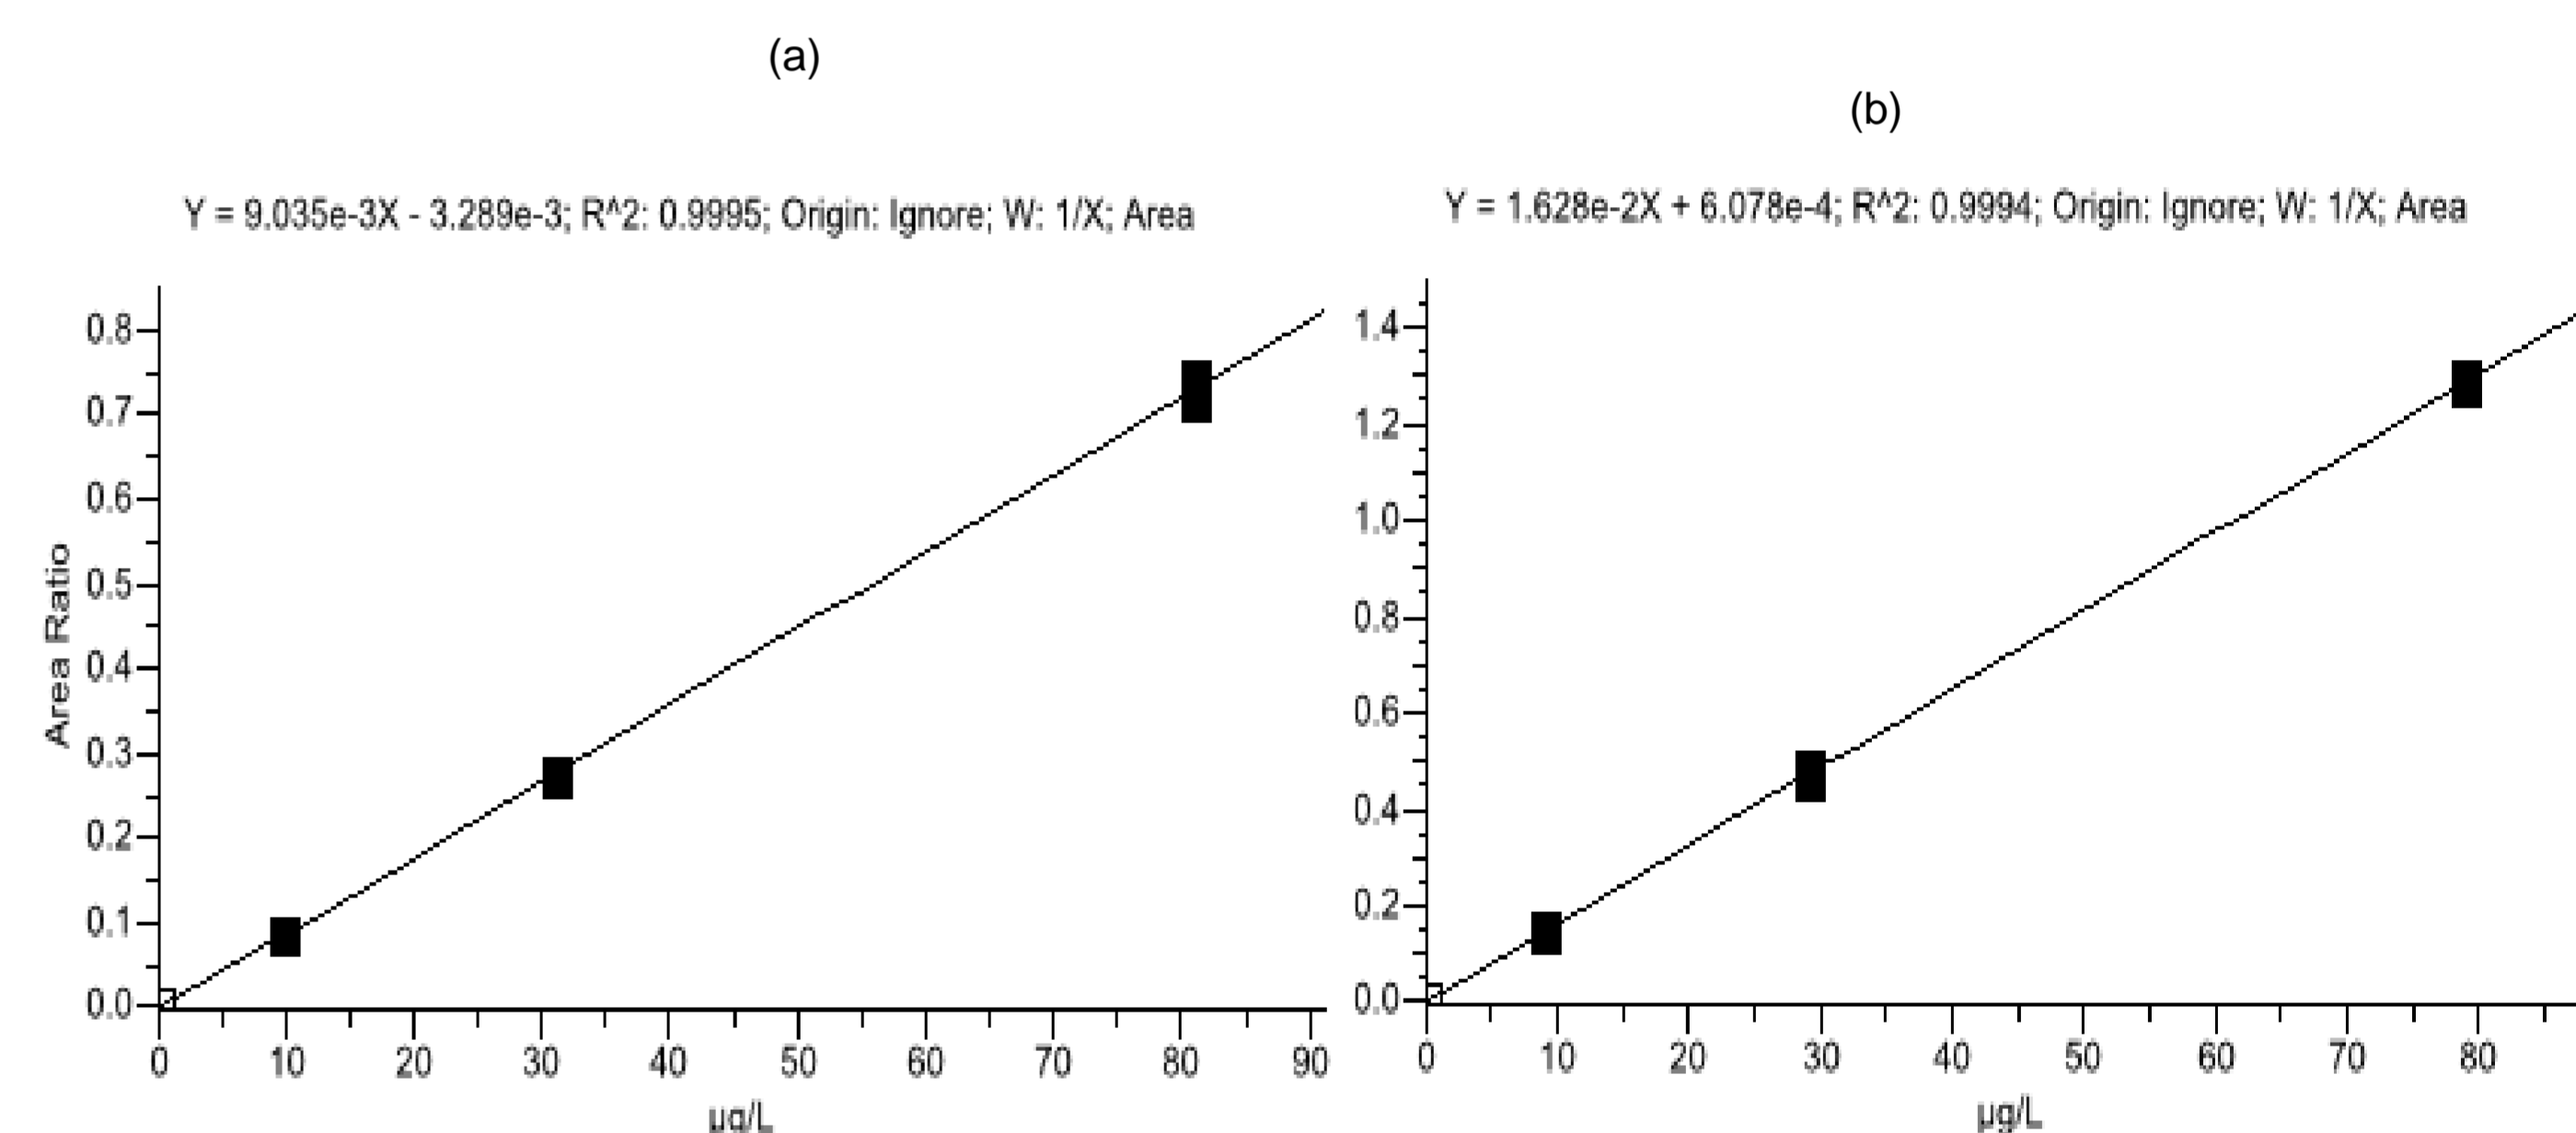 (a)
Y = 9.035e-3X - 3.289e-3; R^2: 0.9995; Origin: Ignore; W: 1/X; Area
Area Ratio
0.8
0.7
0.6
0.5
0.4
0.3
0.2
0.1
0.0
0 10 20 30 40 50 60 70 80 90
µg/L
(b)
Y = 1.628e-2X + 6.078e-4; R^2: 0.9994; Origin: Ignore; W: 1/X; Area
1.4
1.2
1.0
0.8
0.6
0.4
0.2
0.0
0 10 20 30 40 50 60 70 80
µg/L